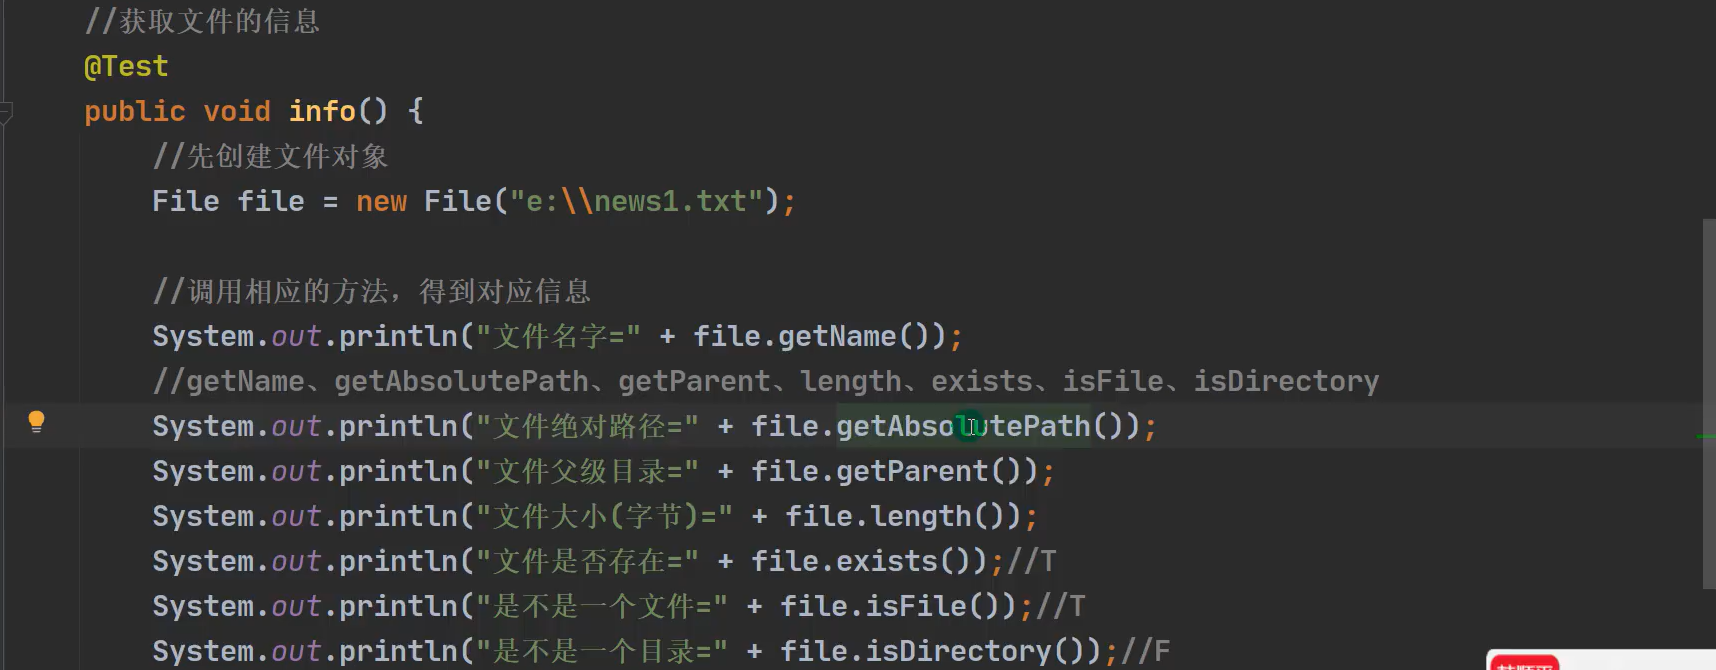 //获取文件的信息
@Test
public void info() {
//先创建文件对象
File file = new File("e:\\news1.txt");
//调用相应的方法，得到对应信息
System.out.println("文件名字=" + file.getName());
//getName、getAbsolutePath、getParent、length、exists、isFile、isDirectory
System.out.println("文件绝对路径=" + file.getAbsolutePath());
System.out.println("文件父级目录=" + file.getParent());
System.out.println("文件大小(字节)=" + file.length());
System.out.println("文件是否存在=" + file.exists());//T
System.out.println("是不是一个文件=" + file.isFile());//T
System.out.println("是不是一个目录=" + file.isDirectory());//F